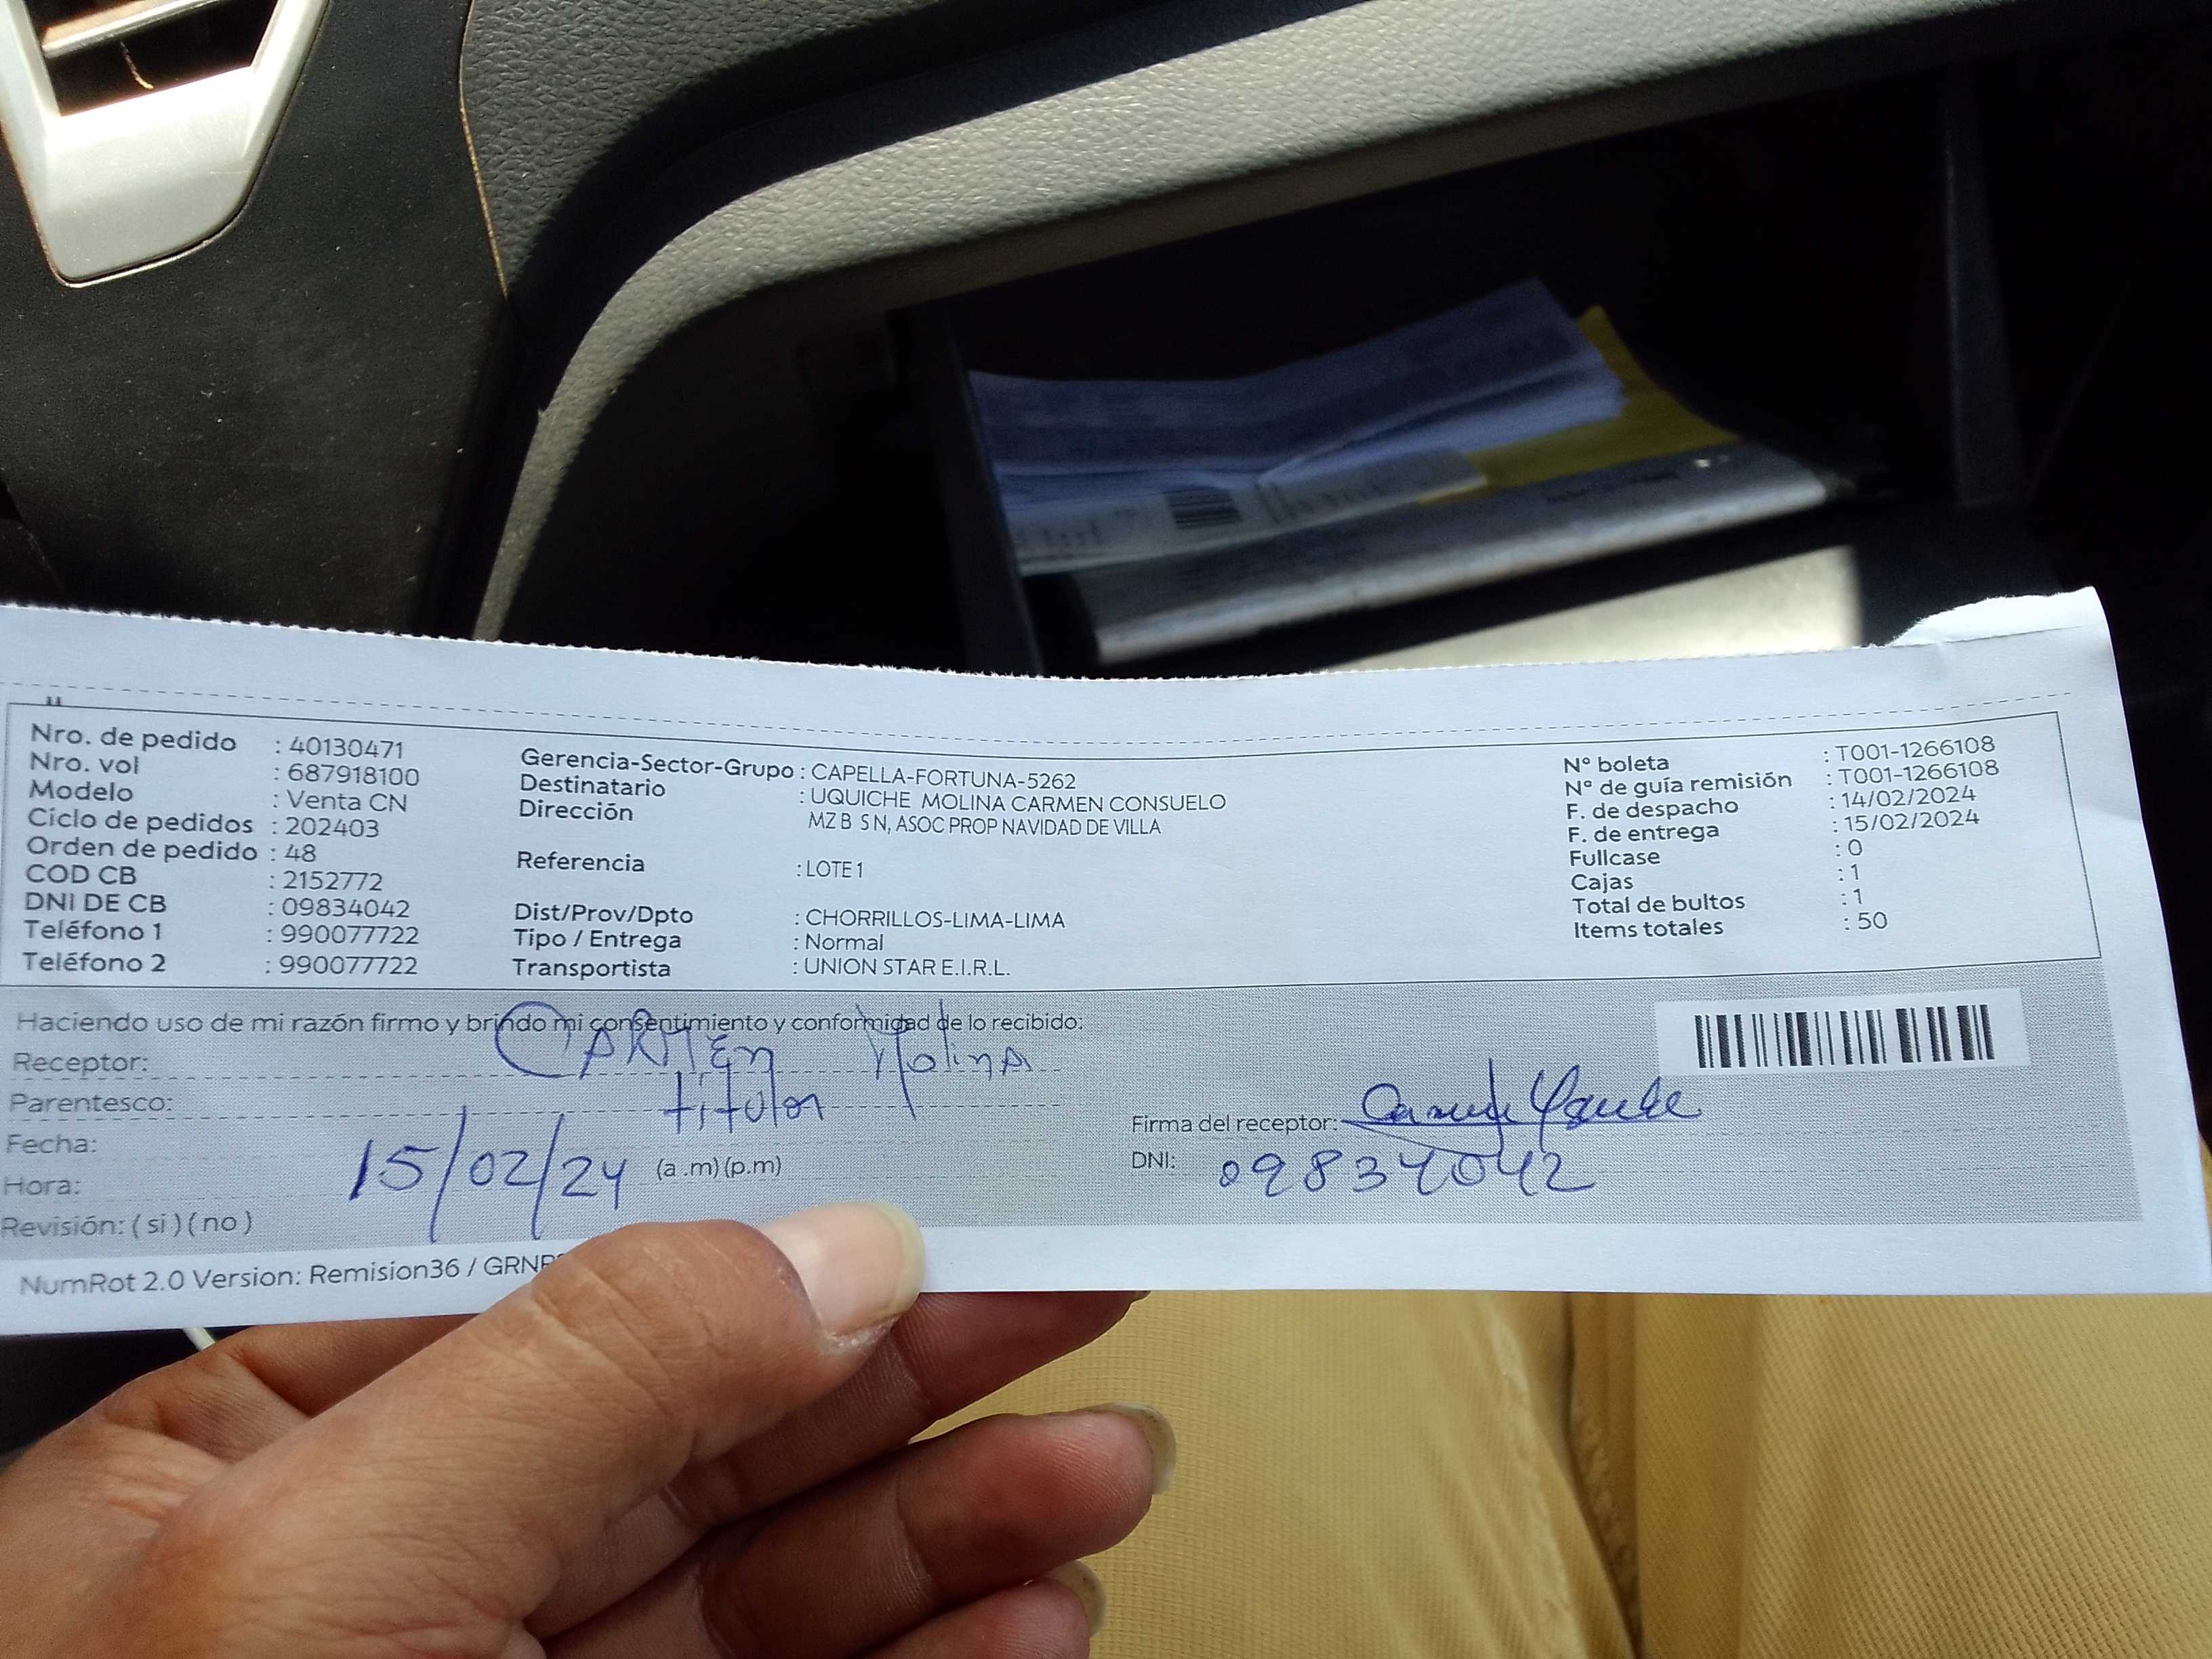 Nro. de pedido : 40130471
Nro. vol : 687918100
Modelo : Venta CN
Ciclo de pedidos : 202403
Orden de pedido : 48
COD CB : 2152772
DNI DE CB : 09834042
Teléfono 1 : 990077722
Teléfono 2 : 990077722
Gerencia-Sector-Grupo : CAPELLA-FORTUNA-5262
Destinatario : UQUICHE MOLINA CARMEN CONSUELO
Dirección MZ B S N, ASOC PROP NAVIDAD DE VILLA
Referencia : LOTE 1
Dist/Prov/Dpto : CHORRILLOS-LIMA-LIMA
Tipo / Entrega : Normal
Transportista : UNION STAR E.I.R.L.
N° boleta : T001-1266108
N° de guía remisión : T001-1266108
F. de despacho : 14/02/2024
F. de entrega : 15/02/2024
Fullcase : 0
Cajas : 1
Total de bultos : 1
Items totales : 50
Haciendo uso de mi razón firmo y brindo mi consentimiento y conformidad de lo recibido:
Receptor: CARMEN Molina
Parentesco: titular
Fecha: 15/02/24
Hora: (a .m) (p.m)
Revisión: ( si ) ( no )
Firma del receptor:
DNI: 09834042
NumRot 2.0 Version: Remision36 /